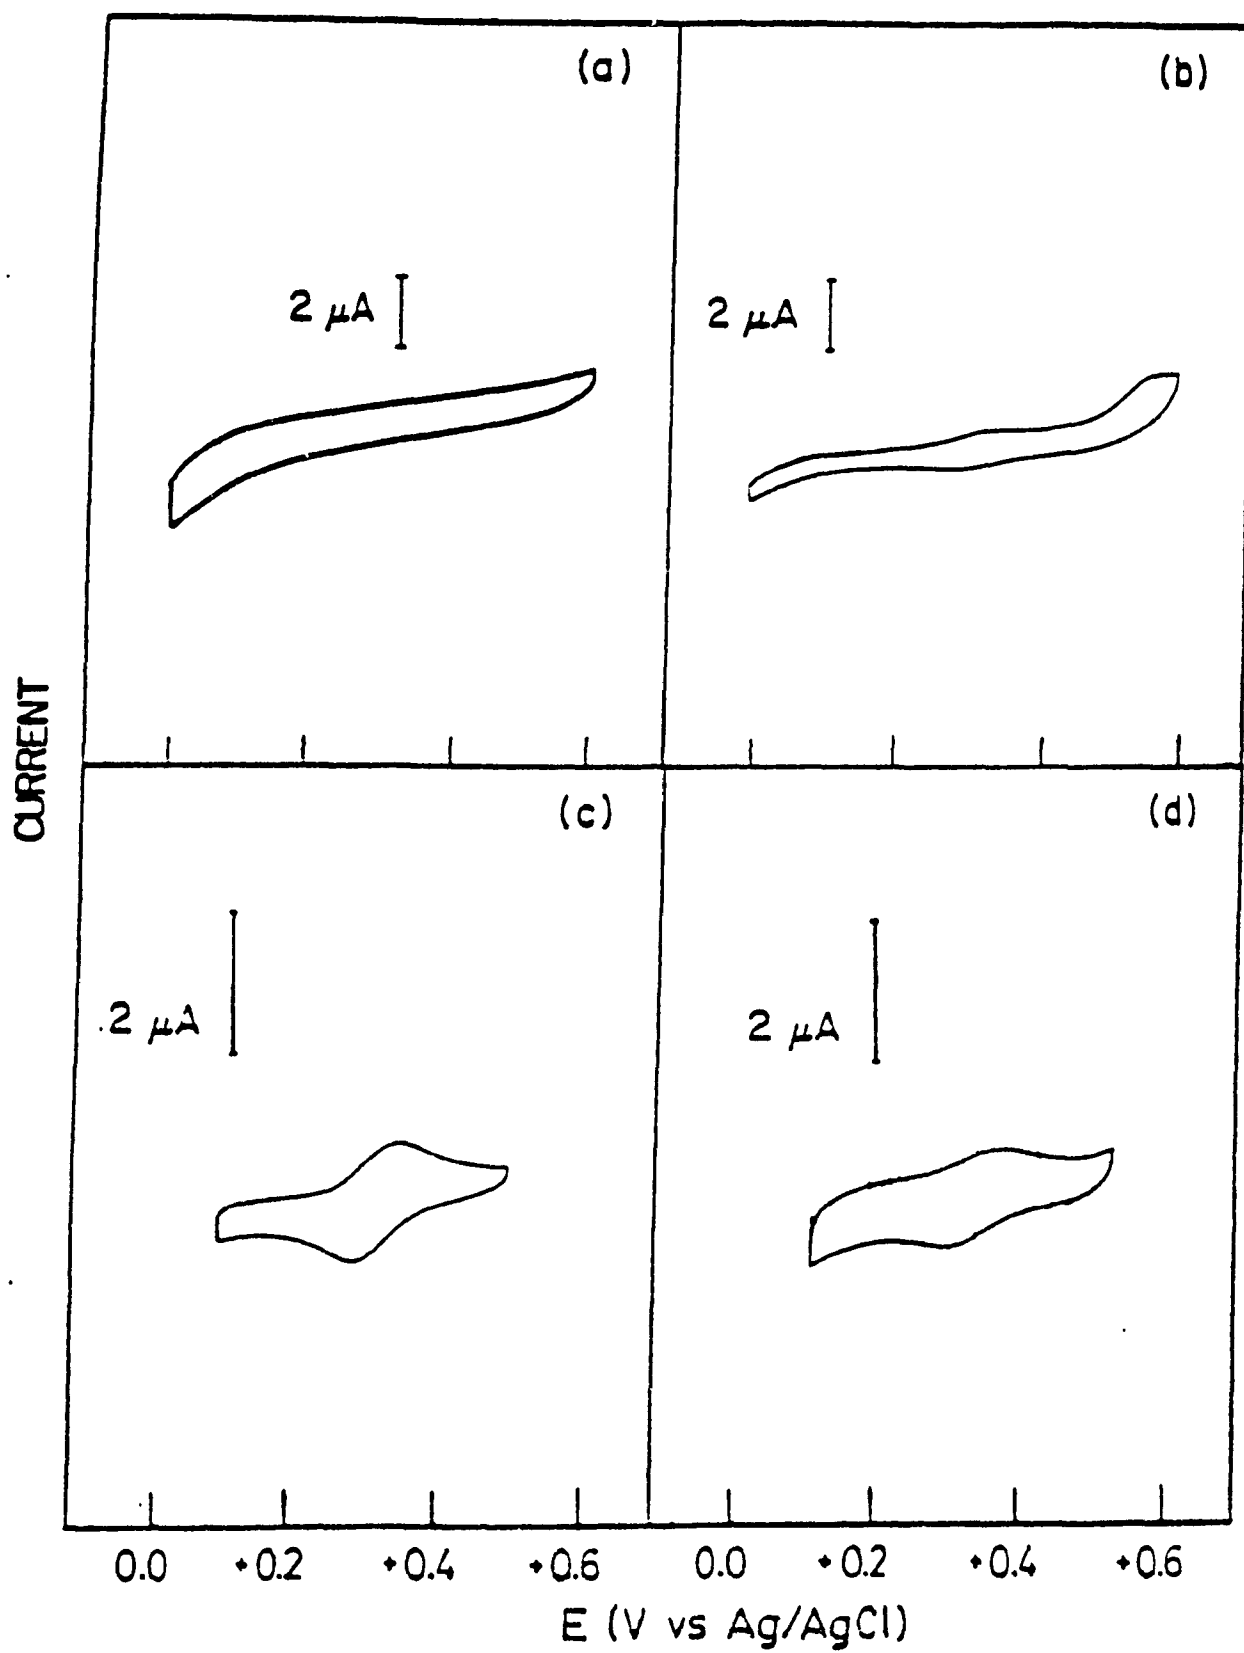 (a)
(b)
2 μA
2 μA
CURRENT
(c)
(d)
2 μA
2 μA
0.0 +0.2 +0.4 +0.6
0.0 +0.2 +0.4 +0.6
E (V vs Ag/AgCl)